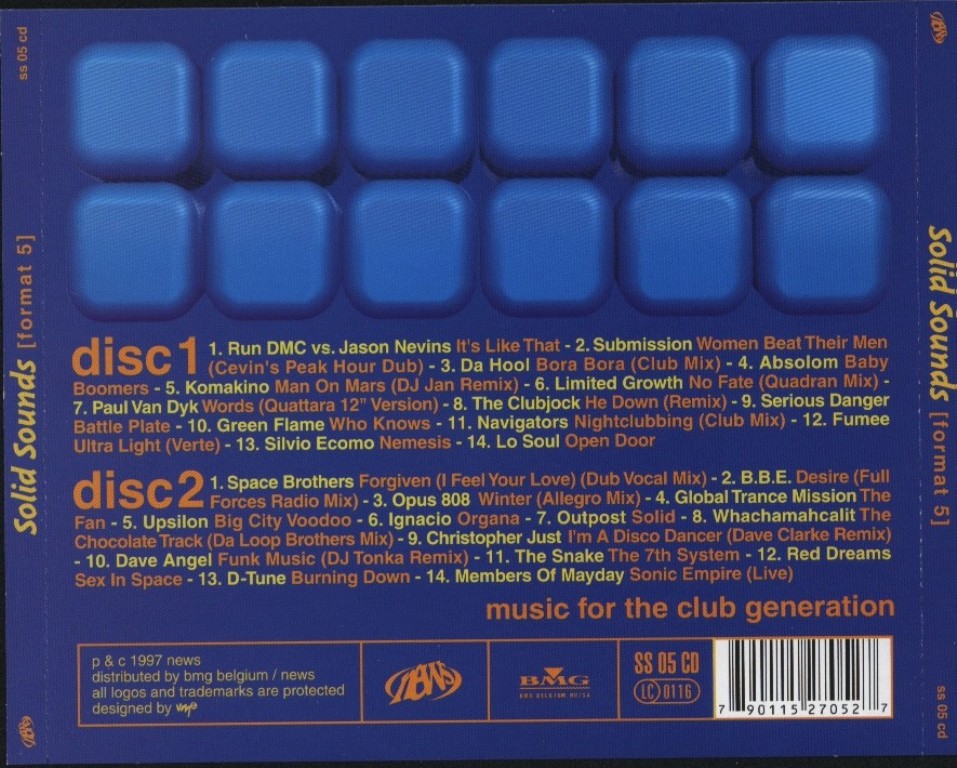 ss 05 cd
Solid Sounds [format 5]
disc 1 1. Run DMC vs. Jason Nevins It's Like That - 2. Submission Women Beat Their Men
(Cevin's Peak Hour Dub) - 3. Da Hool Bora Bora (Club Mix) - 4. Absolom Baby
Boomers - 5. Komakino Man On Mars (DJ Jan Remix) - 6. Limited Growth No Fate (Quadran Mix) -
7. Paul Van Dyk Words (Quattara 12" Version) - 8. The Clubjock He Down (Remix) - 9. Serious Danger
Battle Plate - 10. Green Flame Who Knows - 11. Navigators Nightclubbing (Club Mix) - 12. Fumee
Ultra Light (Verte) - 13. Silvio Ecomo Nemesis - 14. Lo Soul Open Door
disc 2 1. Space Brothers Forgiven (I Feel Your Love) (Dub Vocal Mix) - 2. B.B.E. Desire (Full
Forces Radio Mix) - 3. Opus 808 Winter (Allegro Mix) - 4. Global Trance Mission The
Fan - 5. Upsilon Big City Voodoo - 6. Ignacio Organa - 7. Outpost Solid - 8. Whachamahcalit The
Chocolate Track (Da Loop Brothers Mix) - 9. Christopher Just I'm A Disco Dancer (Dave Clarke Remix)
- 10. Dave Angel Funk Music (DJ Tonka Remix) - 11. The Snake The 7th System - 12. Red Dreams
Sex In Space - 13. D-Tune Burning Down - 14. Members Of Mayday Sonic Empire (Live)
music for the club generation
p & c 1997 news
distributed by bmg belgium / news
all logos and trademarks are protected
designed by
BMG
BMG BELGIUM
SS 05 CD
LC 0116
7 90115 27052 7
Solid Sounds [format 5]
ss 05 cd